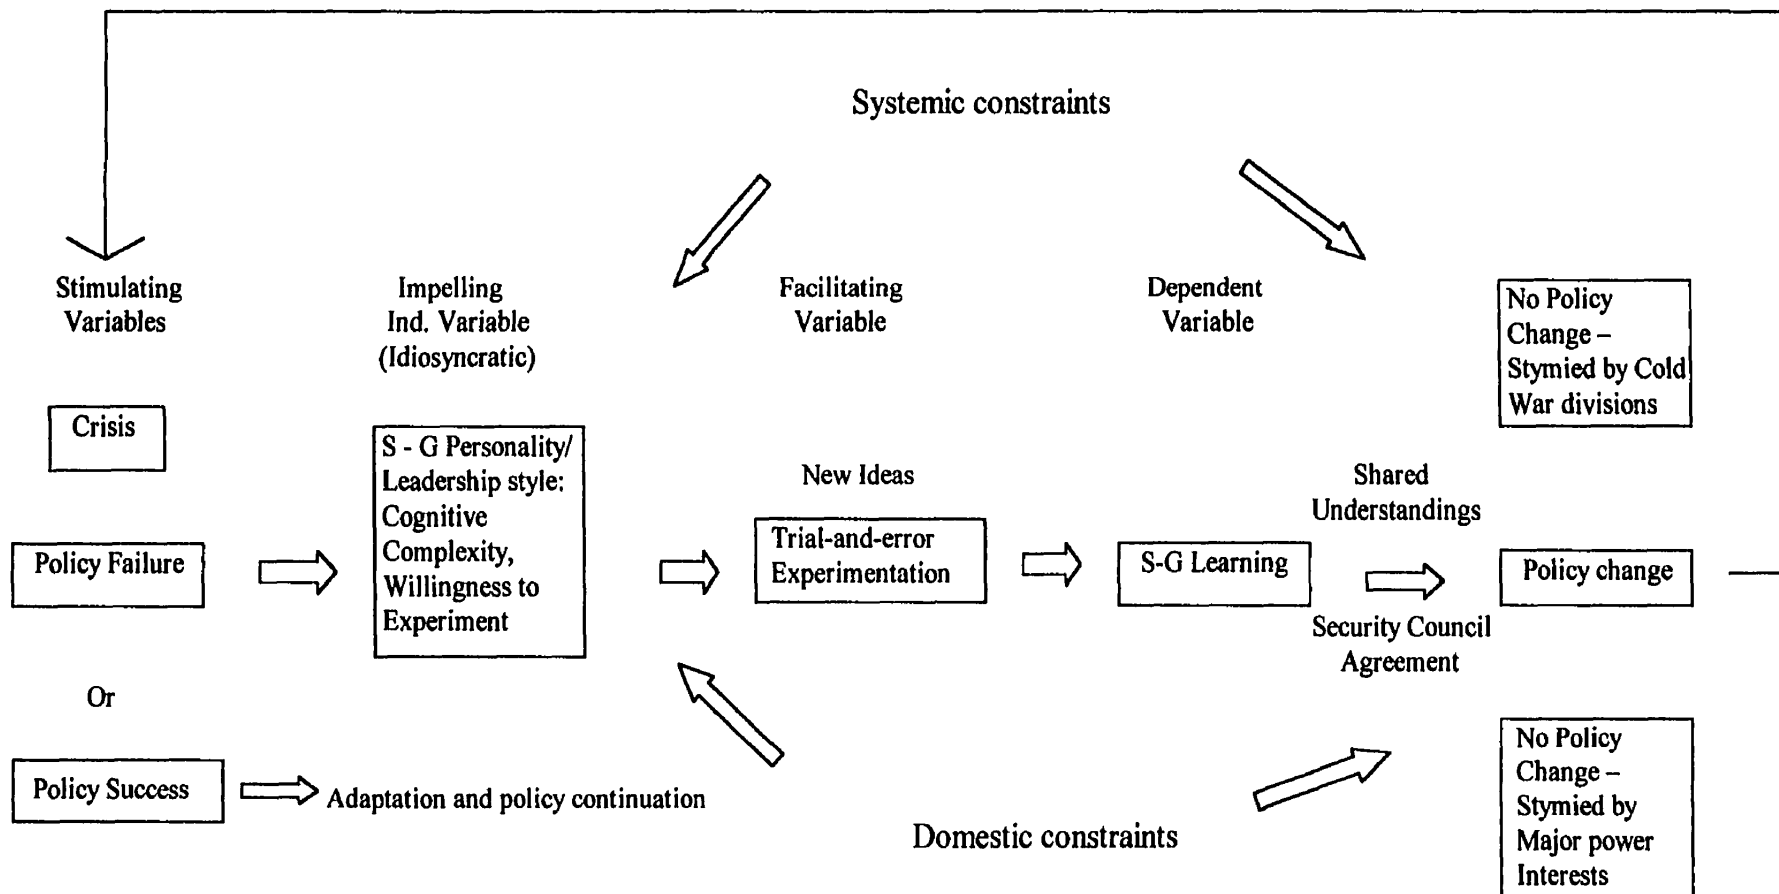 Systemic constraints
Stimulating
Variables
Impelling
Ind. Variable
(Idiosyncratic)
Facilitating
Variable
Dependent
Variable
No Policy
Change –
Stymied by Cold
War divisions
Crisis
S - G Personality/
Leadership style:
Cognitive
Complexity,
Willingness to
Experiment
New Ideas
Trial-and-error
Experimentation
Shared
Understandings
Policy Failure
S-G Learning
Policy change
Security Council
Agreement
Or
Policy Success
Adaptation and policy continuation
Domestic constraints
No Policy
Change –
Stymied by
Major power
Interests